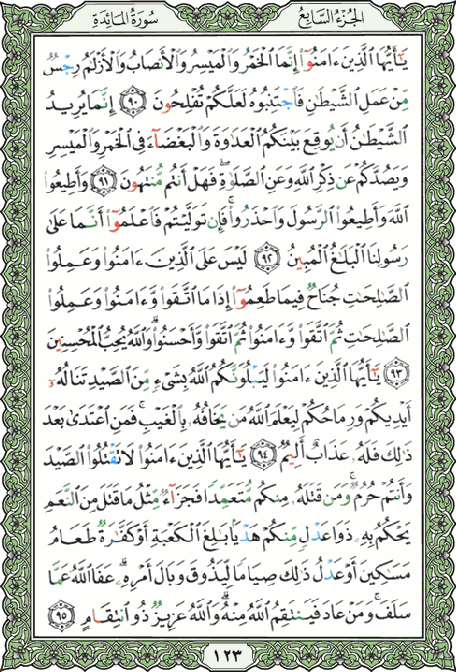 الجزء السابع سورة المائدة
يَـٰٓأَيُّهَا ٱلَّذِينَ ءَامَنُوٓا۟ إِنَّمَا ٱلْخَمْرُ وَٱلْمَيْسِرُ وَٱلْأَنصَابُ وَٱلْأَزْلَـٰمُ رِجْسٌ
مِّنْ عَمَلِ ٱلشَّيْطَـٰنِ فَٱجْتَنِبُوهُ لَعَلَّكُمْ تُفْلِحُونَ ٩٠ إِنَّمَا يُرِيدُ
ٱلشَّيْطَـٰنُ أَن يُوقِعَ بَيْنَكُمُ ٱلْعَدَٰوَةَ وَٱلْبَغْضَآءَ فِى ٱلْخَمْرِ وَٱلْمَيْسِرِ
وَيَصُدَّكُمْ عَن ذِكْرِ ٱللَّهِ وَعَنِ ٱلصَّلَوٰةِ ۖ فَهَلْ أَنتُم مُّنتَهُونَ ٩١ وَأَطِيعُوا۟
ٱللَّهَ وَأَطِيعُوا۟ ٱلرَّسُولَ وَٱحْذَرُوا۟ ۚ فَإِن تَوَلَّيْتُمْ فَٱعْلَمُوٓا۟ أَنَّمَا عَلَىٰ
رَسُولِنَا ٱلْبَلَـٰغُ ٱلْمُبِينُ ٩٢ لَيْسَ عَلَى ٱلَّذِينَ ءَامَنُوا۟ وَعَمِلُوا۟
ٱلصَّـٰلِحَـٰتِ جُنَاحٌ فِيمَا طَعِمُوٓا۟ إِذَا مَا ٱتَّقَوا۟ وَّءَامَنُوا۟ وَعَمِلُوا۟
ٱلصَّـٰلِحَـٰتِ ثُمَّ ٱتَّقَوا۟ وَّءَامَنُوا۟ ثُمَّ ٱتَّقَوا۟ وَّأَحْسَنُوا۟ ۗ وَٱللَّهُ يُحِبُّ ٱلْمُحْسِنِينَ
٩٣ يَـٰٓأَيُّهَا ٱلَّذِينَ ءَامَنُوا۟ لَيَبْلُوَنَّكُمُ ٱللَّهُ بِشَىْءٍ مِّنَ ٱلصَّيْدِ تَنَالُهُۥٓ
أَيْدِيكُمْ وَرِمَاحُكُمْ لِيَعْلَمَ ٱللَّهُ مَن يَخَافُهُۥ بِٱلْغَيْبِ ۚ فَمَنِ ٱعْتَدَىٰ بَعْدَ
ذَٰلِكَ فَلَهُۥ عَذَابٌ أَلِيمٌ ٩٤ يَـٰٓأَيُّهَا ٱلَّذِينَ ءَامَنُوا۟ لَا تَقْتُلُوا۟ ٱلصَّيْدَ
وَأَنتُمْ حُرُمٌ ۚ وَمَن قَتَلَهُۥ مِنكُم مُّتَعَمِّدًا فَجَزَآءٌ مِّثْلُ مَا قَتَلَ مِنَ ٱلنَّعَمِ
يَحْكُمُ بِهِۦ ذَوَا عَدْلٍ مِّنكُمْ هَدْيًۢا بَـٰلِغَ ٱلْكَعْبَةِ أَوْ كَفَّـٰرَةٌ طَعَامُ
مَسَـٰكِينَ أَوْ عَدْلُ ذَٰلِكَ صِيَامًا لِّيَذُوقَ وَبَالَ أَمْرِهِۦ ۗ عَفَا ٱللَّهُ عَمَّا
سَلَفَ ۚ وَمَنْ عَادَ فَيَنتَقِمُ ٱللَّهُ مِنْهُ ۗ وَٱللَّهُ عَزِيزٌ ذُو ٱنتِقَامٍ ٩٥
١٢٣